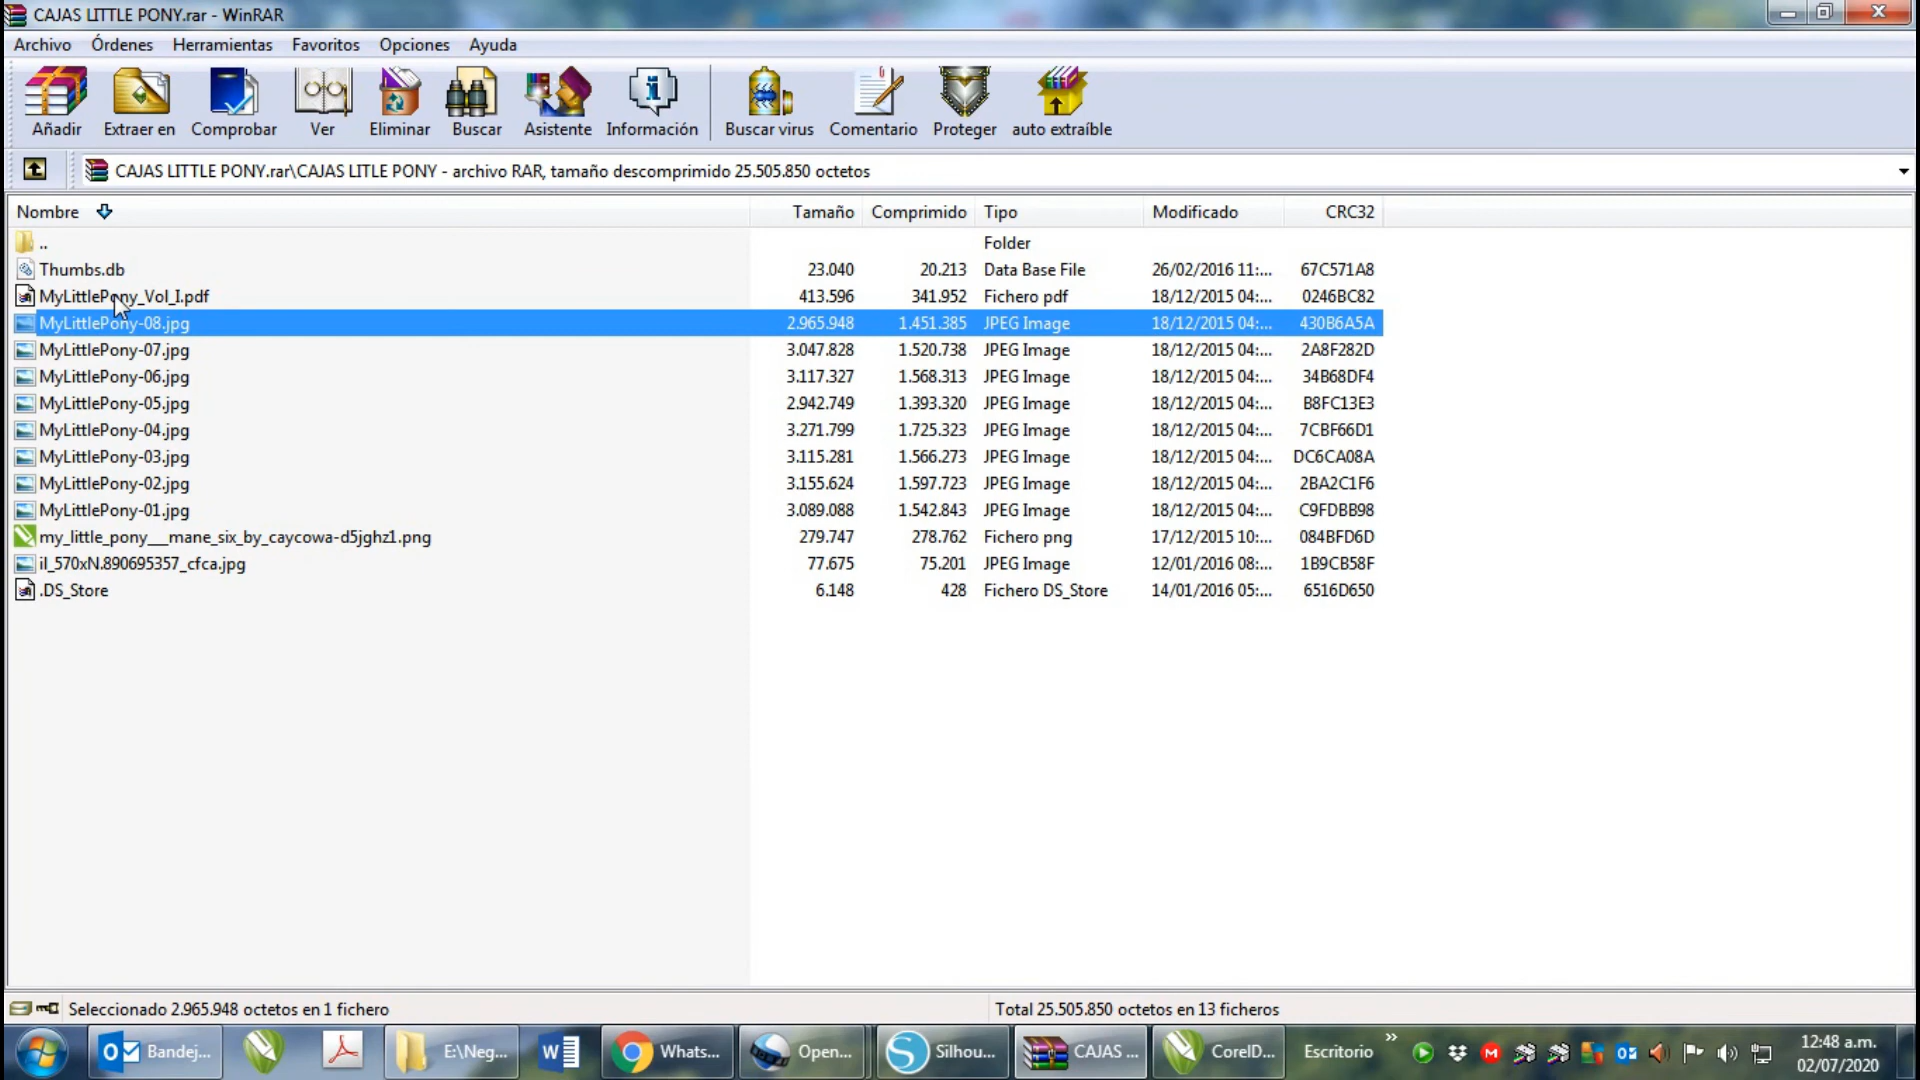 CAJAS LITTLE PONY.rar - WinRAR
Archivo Órdenes Herramientas Favoritos Opciones Ayuda
Añadir Extraer en Comprobar Ver Eliminar Buscar Asistente Información Buscar virus Comentario Proteger auto extraíble
CAJAS LITTLE PONY.rar\CAJAS LITLE PONY - archivo RAR, tamaño descomprimido 25.505.850 octetos
Nombre Tamaño Comprimido Tipo Modificado CRC32
.. Folder
Thumbs.db 23.040 20.213 Data Base File 26/02/2016 11:... 67C571A8
MyLittlePony_Vol_I.pdf 413.596 341.952 Fichero pdf 18/12/2015 04:... 0246BC82
MyLittlePony-08.jpg 2.965.948 1.451.385 JPEG Image 18/12/2015 04:... 430B6A5A
MyLittlePony-07.jpg 3.047.828 1.520.738 JPEG Image 18/12/2015 04:... 2A8F282D
MyLittlePony-06.jpg 3.117.327 1.568.313 JPEG Image 18/12/2015 04:... 34B68DF4
MyLittlePony-05.jpg 2.942.749 1.393.320 JPEG Image 18/12/2015 04:... B8FC13E3
MyLittlePony-04.jpg 3.271.799 1.725.323 JPEG Image 18/12/2015 04:... 7CBF66D1
MyLittlePony-03.jpg 3.115.281 1.566.273 JPEG Image 18/12/2015 04:... DC6CA08A
MyLittlePony-02.jpg 3.155.624 1.597.723 JPEG Image 18/12/2015 04:... 2BA2C1F6
MyLittlePony-01.jpg 3.089.088 1.542.843 JPEG Image 18/12/2015 04:... C9FDBB98
my_little_pony___mane_six_by_caycowa-d5jghz1.png 279.747 278.762 Fichero png 17/12/2015 10:... 084BFD6D
il_570xN.890695357_cfca.jpg 77.675 75.201 JPEG Image 12/01/2016 08:... 1B9CB58F
.DS_Store 6.148 428 Fichero DS_Store 14/01/2016 05:... 6516D650
Seleccionado 2.965.948 octetos en 1 fichero Total 25.505.850 octetos en 13 ficheros
Bandej... E:\Neg... Whats... Open... Silhou... CAJAS ... CorelD... Escritorio » 12:48 a.m.
02/07/2020